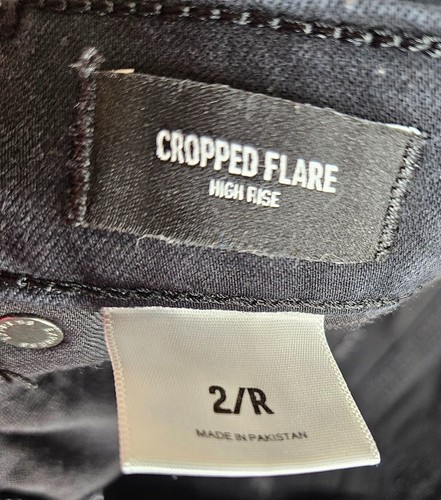 CROPPED FLARE
HIGH RISE
2/R
MADE IN PAKISTAN